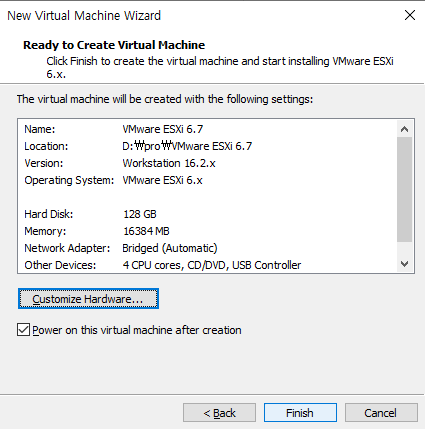 New Virtual Machine Wizard
Ready to Create Virtual Machine
Click Finish to create the virtual machine and start installing VMware ESXi
6.x.
The virtual machine will be created with the following settings:
Name: VMware ESXi 6.7
Location: D:₩pro₩VMware ESXi 6.7
Version: Workstation 16.2.x
Operating System: VMware ESXi 6.x
Hard Disk: 128 GB
Memory: 16384 MB
Network Adapter: Bridged (Automatic)
Other Devices: 4 CPU cores, CD/DVD, USB Controller
Customize Hardware...
Power on this virtual machine after creation
< Back Finish Cancel